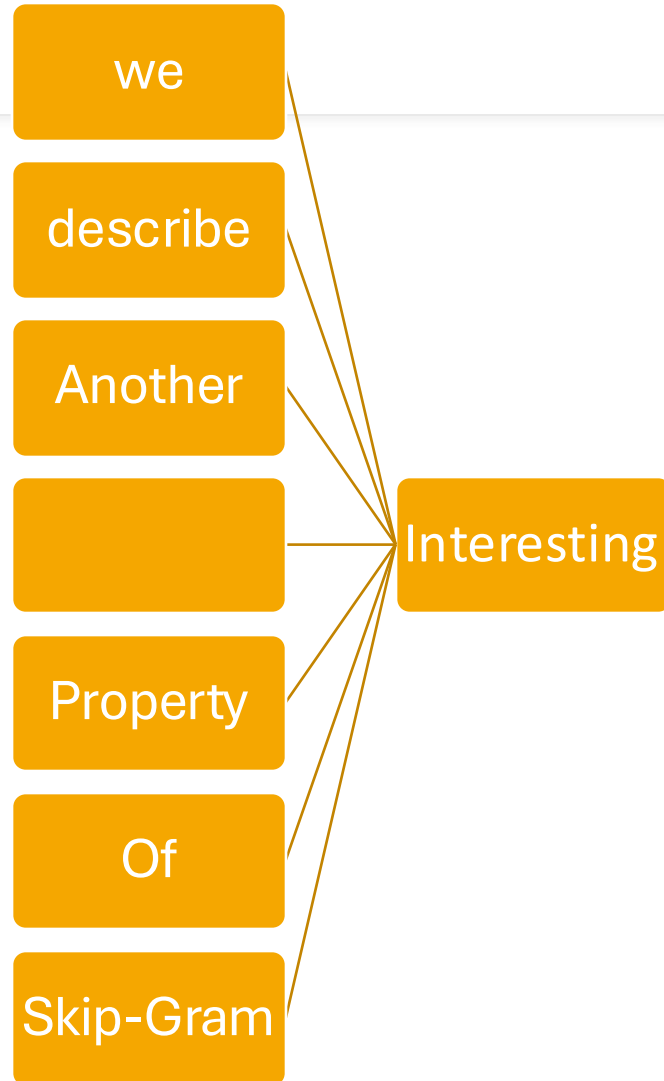 we
describe
Another
Interesting
Property
Of
Skip-Gram